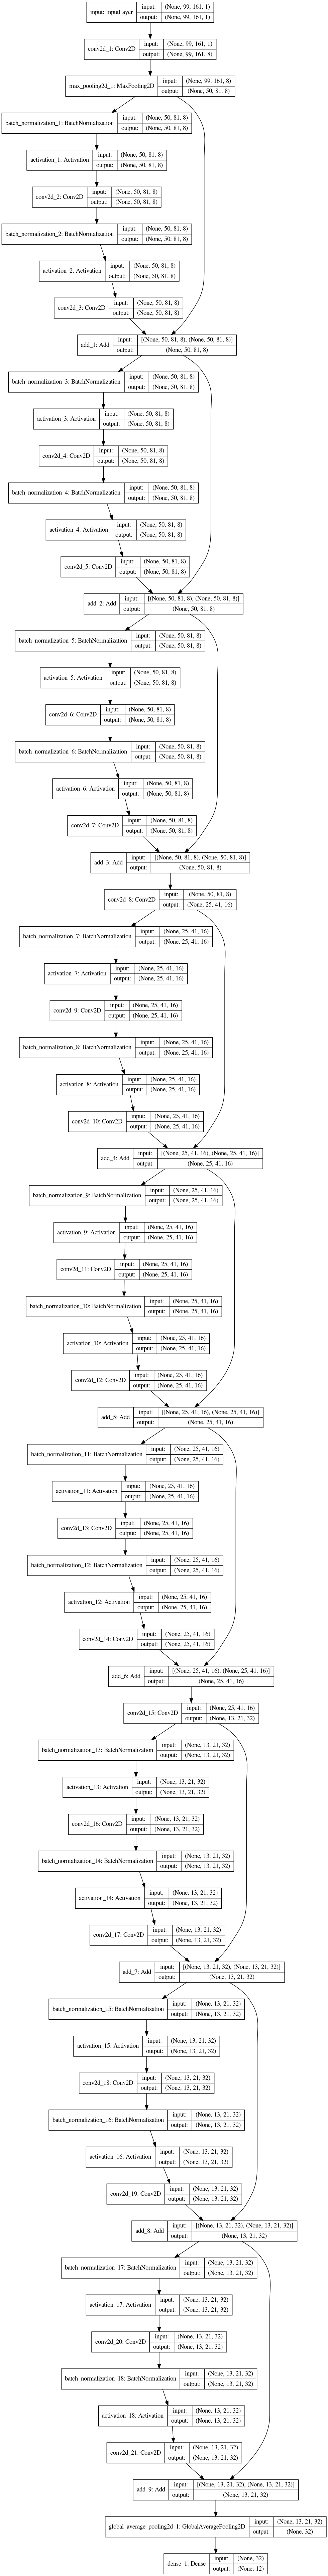 input: InputLayer input: (None, 99, 161, 1)
output: (None, 99, 161, 1)
conv2d_1: Conv2D input: (None, 99, 161, 1)
output: (None, 99, 161, 8)
max_pooling2d_1: MaxPooling2D input: (None, 99, 161, 8)
output: (None, 50, 81, 8)
batch_normalization_1: BatchNormalization input: (None, 50, 81, 8)
output: (None, 50, 81, 8)
activation_1: Activation input: (None, 50, 81, 8)
output: (None, 50, 81, 8)
conv2d_2: Conv2D input: (None, 50, 81, 8)
output: (None, 50, 81, 8)
batch_normalization_2: BatchNormalization input: (None, 50, 81, 8)
output: (None, 50, 81, 8)
activation_2: Activation input: (None, 50, 81, 8)
output: (None, 50, 81, 8)
conv2d_3: Conv2D input: (None, 50, 81, 8)
output: (None, 50, 81, 8)
add_1: Add input: [(None, 50, 81, 8), (None, 50, 81, 8)]
output: (None, 50, 81, 8)
batch_normalization_3: BatchNormalization input: (None, 50, 81, 8)
output: (None, 50, 81, 8)
activation_3: Activation input: (None, 50, 81, 8)
output: (None, 50, 81, 8)
conv2d_4: Conv2D input: (None, 50, 81, 8)
output: (None, 50, 81, 8)
batch_normalization_4: BatchNormalization input: (None, 50, 81, 8)
output: (None, 50, 81, 8)
activation_4: Activation input: (None, 50, 81, 8)
output: (None, 50, 81, 8)
conv2d_5: Conv2D input: (None, 50, 81, 8)
output: (None, 50, 81, 8)
add_2: Add input: [(None, 50, 81, 8), (None, 50, 81, 8)]
output: (None, 50, 81, 8)
batch_normalization_5: BatchNormalization input: (None, 50, 81, 8)
output: (None, 50, 81, 8)
activation_5: Activation input: (None, 50, 81, 8)
output: (None, 50, 81, 8)
conv2d_6: Conv2D input: (None, 50, 81, 8)
output: (None, 50, 81, 8)
batch_normalization_6: BatchNormalization input: (None, 50, 81, 8)
output: (None, 50, 81, 8)
activation_6: Activation input: (None, 50, 81, 8)
output: (None, 50, 81, 8)
conv2d_7: Conv2D input: (None, 50, 81, 8)
output: (None, 50, 81, 8)
add_3: Add input: [(None, 50, 81, 8), (None, 50, 81, 8)]
output: (None, 50, 81, 8)
conv2d_8: Conv2D input: (None, 50, 81, 8)
output: (None, 25, 41, 16)
batch_normalization_7: BatchNormalization input: (None, 25, 41, 16)
output: (None, 25, 41, 16)
activation_7: Activation input: (None, 25, 41, 16)
output: (None, 25, 41, 16)
conv2d_9: Conv2D input: (None, 25, 41, 16)
output: (None, 25, 41, 16)
batch_normalization_8: BatchNormalization input: (None, 25, 41, 16)
output: (None, 25, 41, 16)
activation_8: Activation input: (None, 25, 41, 16)
output: (None, 25, 41, 16)
conv2d_10: Conv2D input: (None, 25, 41, 16)
output: (None, 25, 41, 16)
add_4: Add input: [(None, 25, 41, 16), (None, 25, 41, 16)]
output: (None, 25, 41, 16)
batch_normalization_9: BatchNormalization input: (None, 25, 41, 16)
output: (None, 25, 41, 16)
activation_9: Activation input: (None, 25, 41, 16)
output: (None, 25, 41, 16)
conv2d_11: Conv2D input: (None, 25, 41, 16)
output: (None, 25, 41, 16)
batch_normalization_10: BatchNormalization input: (None, 25, 41, 16)
output: (None, 25, 41, 16)
activation_10: Activation input: (None, 25, 41, 16)
output: (None, 25, 41, 16)
conv2d_12: Conv2D input: (None, 25, 41, 16)
output: (None, 25, 41, 16)
add_5: Add input: [(None, 25, 41, 16), (None, 25, 41, 16)]
output: (None, 25, 41, 16)
batch_normalization_11: BatchNormalization input: (None, 25, 41, 16)
output: (None, 25, 41, 16)
activation_11: Activation input: (None, 25, 41, 16)
output: (None, 25, 41, 16)
conv2d_13: Conv2D input: (None, 25, 41, 16)
output: (None, 25, 41, 16)
batch_normalization_12: BatchNormalization input: (None, 25, 41, 16)
output: (None, 25, 41, 16)
activation_12: Activation input: (None, 25, 41, 16)
output: (None, 25, 41, 16)
conv2d_14: Conv2D input: (None, 25, 41, 16)
output: (None, 25, 41, 16)
add_6: Add input: [(None, 25, 41, 16), (None, 25, 41, 16)]
output: (None, 25, 41, 16)
conv2d_15: Conv2D input: (None, 25, 41, 16)
output: (None, 13, 21, 32)
batch_normalization_13: BatchNormalization input: (None, 13, 21, 32)
output: (None, 13, 21, 32)
activation_13: Activation input: (None, 13, 21, 32)
output: (None, 13, 21, 32)
conv2d_16: Conv2D input: (None, 13, 21, 32)
output: (None, 13, 21, 32)
batch_normalization_14: BatchNormalization input: (None, 13, 21, 32)
output: (None, 13, 21, 32)
activation_14: Activation input: (None, 13, 21, 32)
output: (None, 13, 21, 32)
conv2d_17: Conv2D input: (None, 13, 21, 32)
output: (None, 13, 21, 32)
add_7: Add input: [(None, 13, 21, 32), (None, 13, 21, 32)]
output: (None, 13, 21, 32)
batch_normalization_15: BatchNormalization input: (None, 13, 21, 32)
output: (None, 13, 21, 32)
activation_15: Activation input: (None, 13, 21, 32)
output: (None, 13, 21, 32)
conv2d_18: Conv2D input: (None, 13, 21, 32)
output: (None, 13, 21, 32)
batch_normalization_16: BatchNormalization input: (None, 13, 21, 32)
output: (None, 13, 21, 32)
activation_16: Activation input: (None, 13, 21, 32)
output: (None, 13, 21, 32)
conv2d_19: Conv2D input: (None, 13, 21, 32)
output: (None, 13, 21, 32)
add_8: Add input: [(None, 13, 21, 32), (None, 13, 21, 32)]
output: (None, 13, 21, 32)
batch_normalization_17: BatchNormalization input: (None, 13, 21, 32)
output: (None, 13, 21, 32)
activation_17: Activation input: (None, 13, 21, 32)
output: (None, 13, 21, 32)
conv2d_20: Conv2D input: (None, 13, 21, 32)
output: (None, 13, 21, 32)
batch_normalization_18: BatchNormalization input: (None, 13, 21, 32)
output: (None, 13, 21, 32)
activation_18: Activation input: (None, 13, 21, 32)
output: (None, 13, 21, 32)
conv2d_21: Conv2D input: (None, 13, 21, 32)
output: (None, 13, 21, 32)
add_9: Add input: [(None, 13, 21, 32), (None, 13, 21, 32)]
output: (None, 13, 21, 32)
global_average_pooling2d_1: GlobalAveragePooling2D input: (None, 13, 21, 32)
output: (None, 32)
dense_1: Dense input: (None, 32)
output: (None, 12)